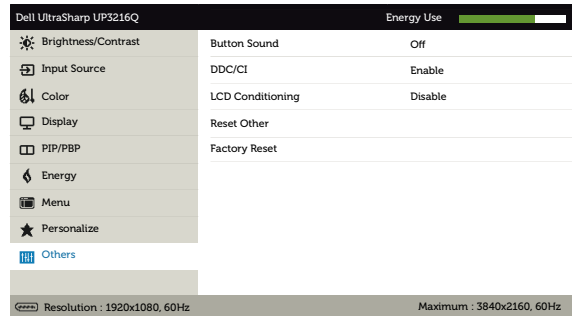 Dell UltraSharp UP3216Q Energy Use
Brightness/Contrast Button Sound Off
Input Source DDC/CI Enable
Color LCD Conditioning Disable
Display Reset Other
PIP/PBP Factory Reset
Energy
Menu
Personalize
Others
Resolution : 1920x1080, 60Hz Maximum : 3840x2160, 60Hz